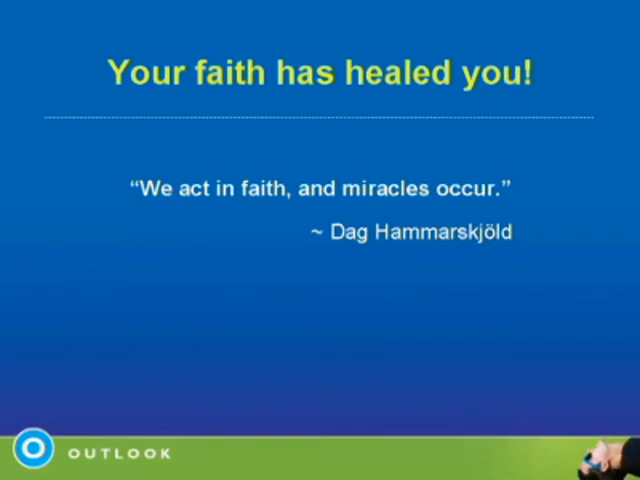 Your faith has healed you!
“We act in faith, and miracles occur.”
~ Dag Hammarskjöld
OUTLOOK